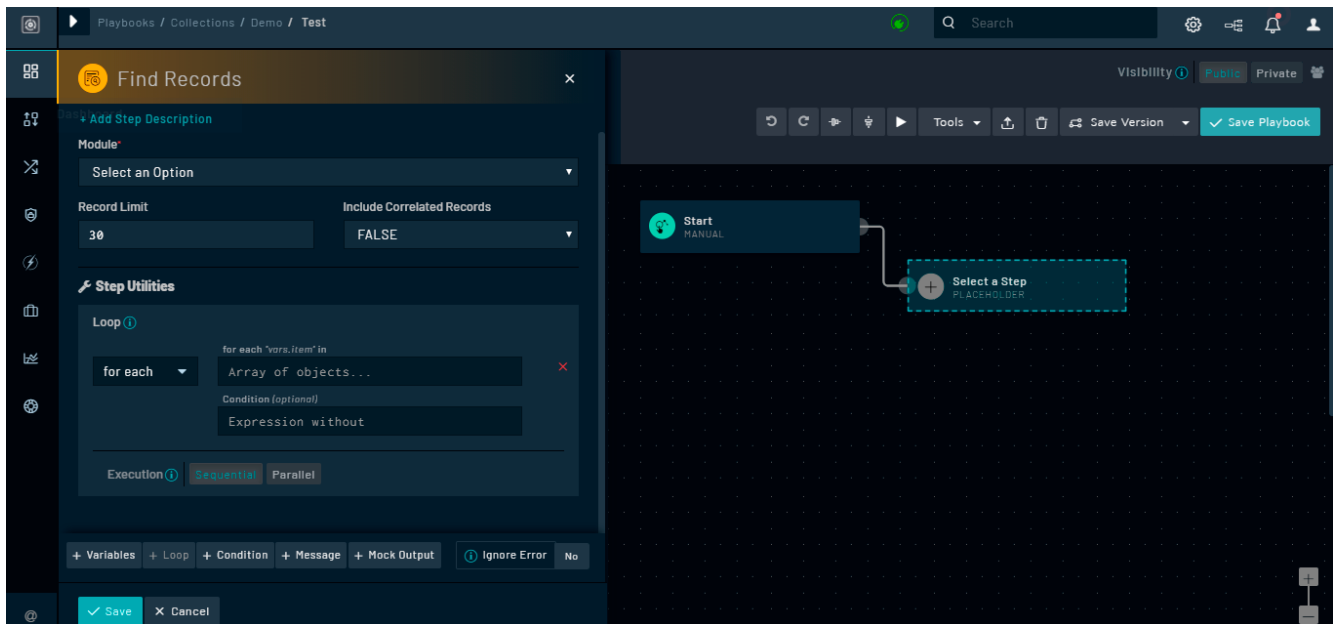 Playbooks / Collections / Demo / Test
Search
Find Records
×
Visibility
Public
Private
Dashboard
+ Add Step Description
Tools
Save Version
Save Playbook
Module*
Select an Option
Record Limit
Include Correlated Records
30
FALSE
Step Utilities
Loop
for each "vars.item" in
for each
Array of objects...
Condition (optional)
Expression without
Execution
Sequential
Parallel
+ Variables
+ Loop
+ Condition
+ Message
+ Mock Output
Ignore Error
No
Save
× Cancel
@
Start
MANUAL
Select a Step
PLACEHOLDER